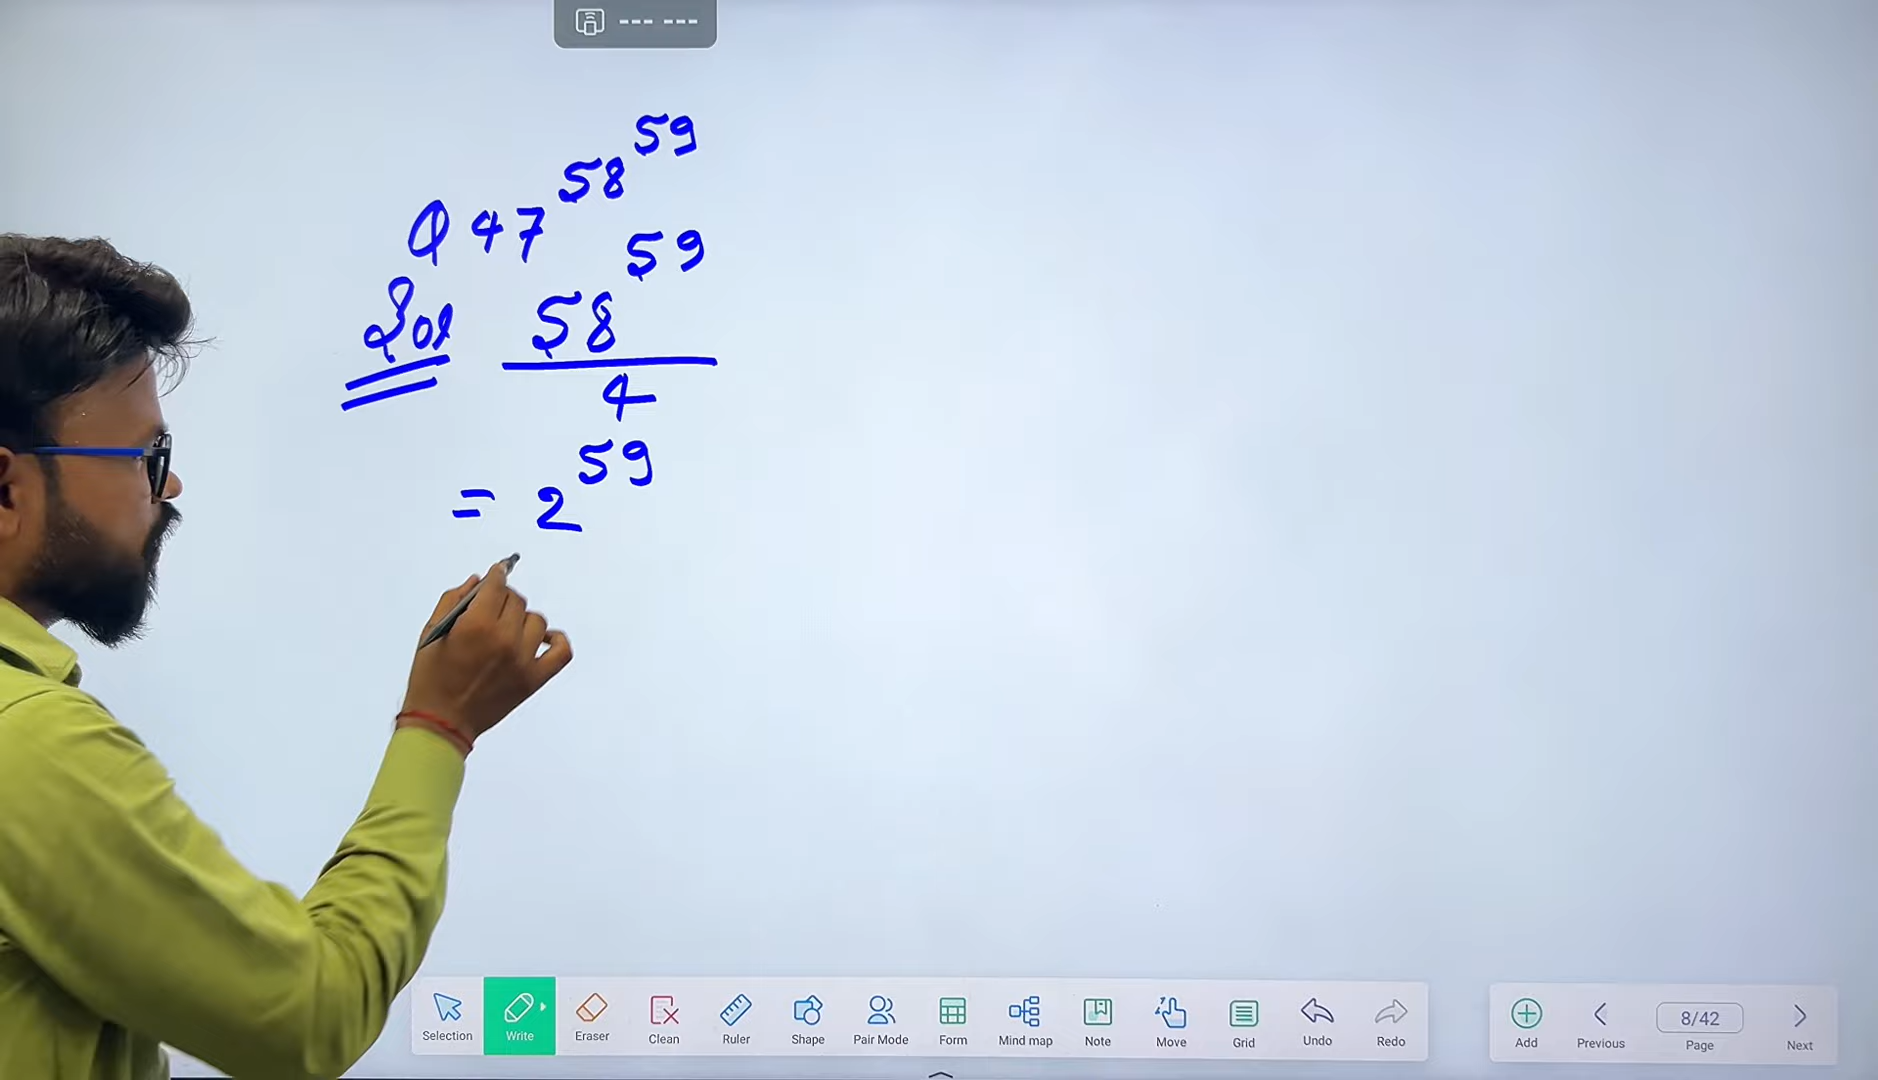 --- ---
Q 47^58^59
Sol 58^59
4
= 2^59
Selection Write Eraser Clean Ruler Shape Pair Mode Form Mind map Note Move Grid Undo Redo Add Previous 8/42 Page Next